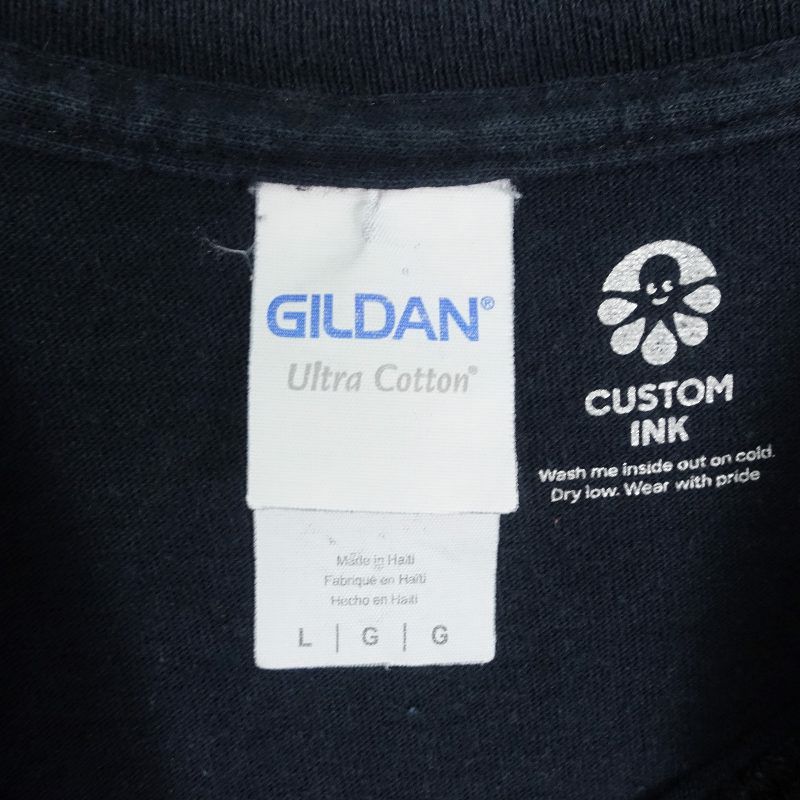 GILDAN®
Ultra Cotton®
Made in Haiti
Fabriqué en Haïti
Hecho en Haiti
L | G | G
CUSTOM
INK
Wash me inside out on cold.
Dry low. Wear with pride